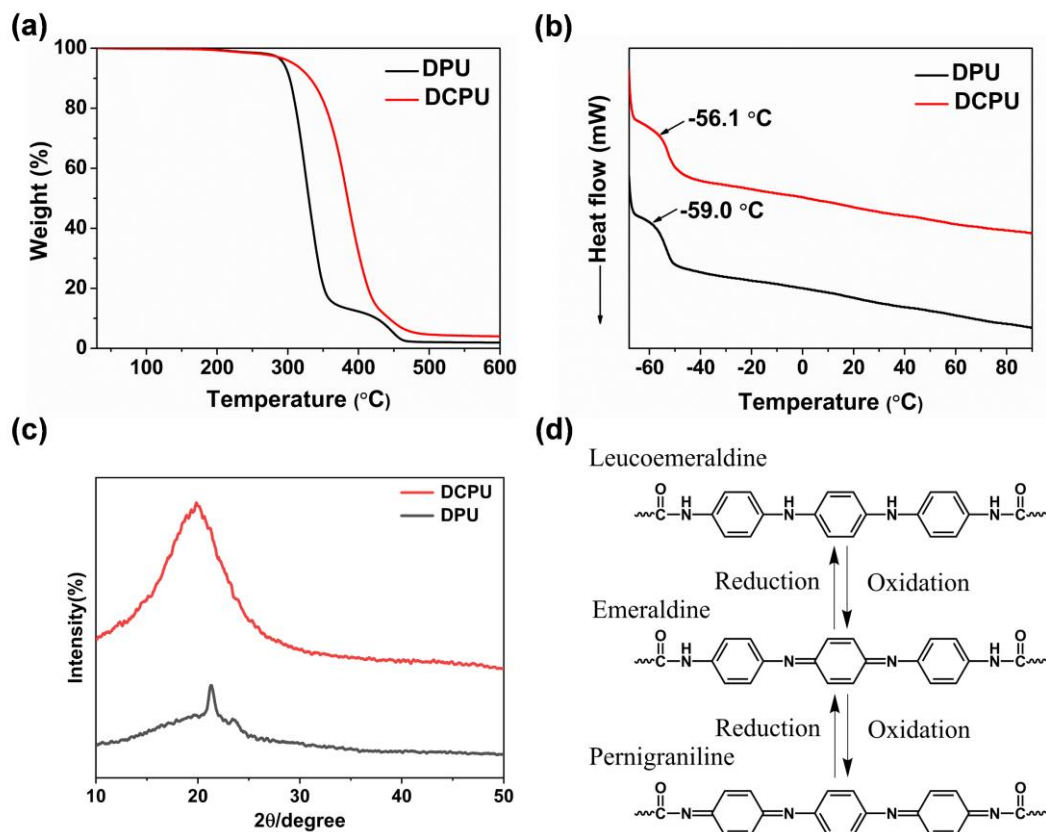 (a)
100
80
60
40
20
0
Weight (%)
DPU
DCPU
100 200 300 400 500 600
Temperature (°C)
(b)
Heat flow (mW)
DPU
DCPU
-56.1 °C
-59.0 °C
-60 -40 -20 0 20 40 60 80
Temperature (°C)
(c)
Intensity(%)
DCPU
DPU
10 20 30 40 50
2θ/degree
(d)
Leucoemeraldine
O H H H H O
C N N N N C
Reduction Oxidation
Emeraldine
O H H O
C N N N N C
Reduction Oxidation
Pernigraniline
O O
C N N N N C